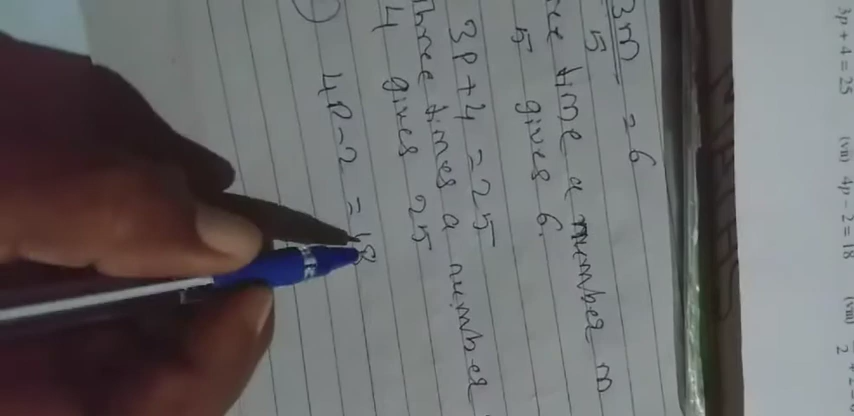 3m/5 = 6
time a number m
5 gives 6.
3p+4=25
three times a number
4 gives 25
4p-2=18
3p + 4 = 25
(vii) 4p - 2 = 18
(viii)